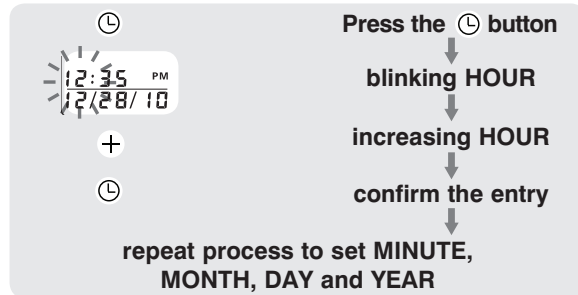 Press the button
12:35 PM
12/28/10
blinking HOUR
+
increasing HOUR
confirm the entry
repeat process to set MINUTE,
MONTH, DAY and YEAR